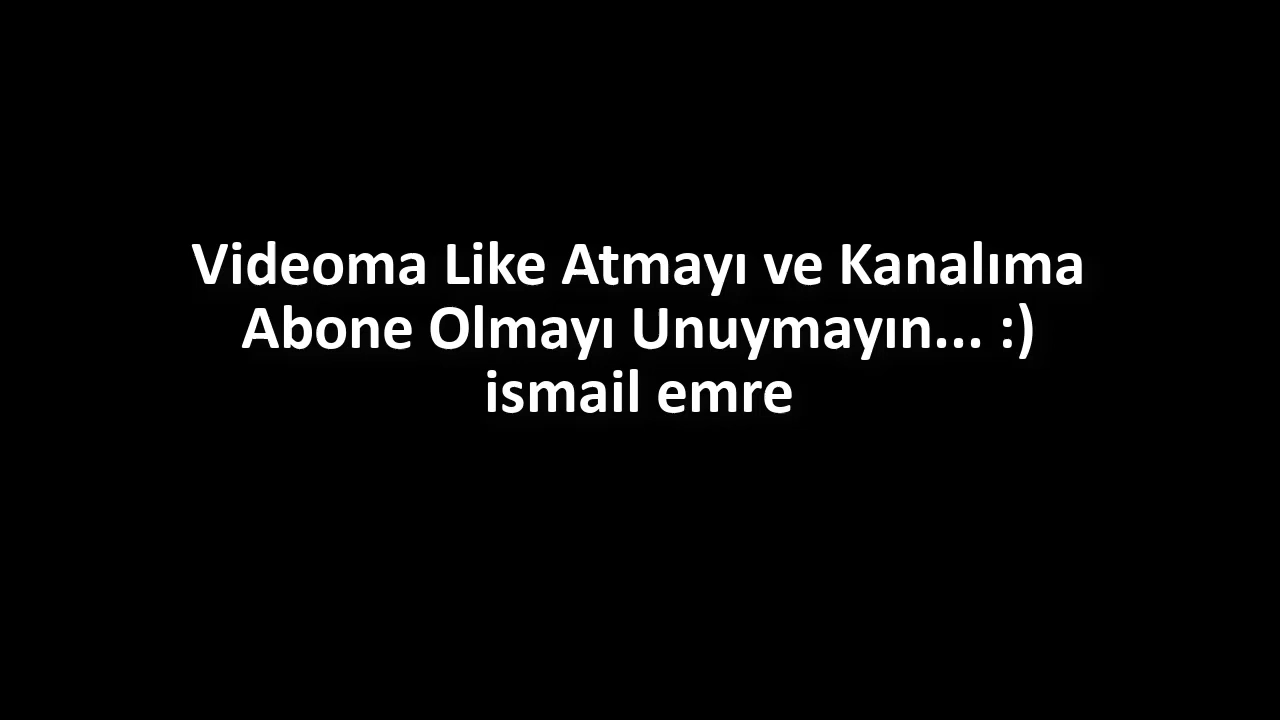 Videoma Like Atmayı ve Kanalıma
Abone Olmayı Unuymayın... :)
ismail emre